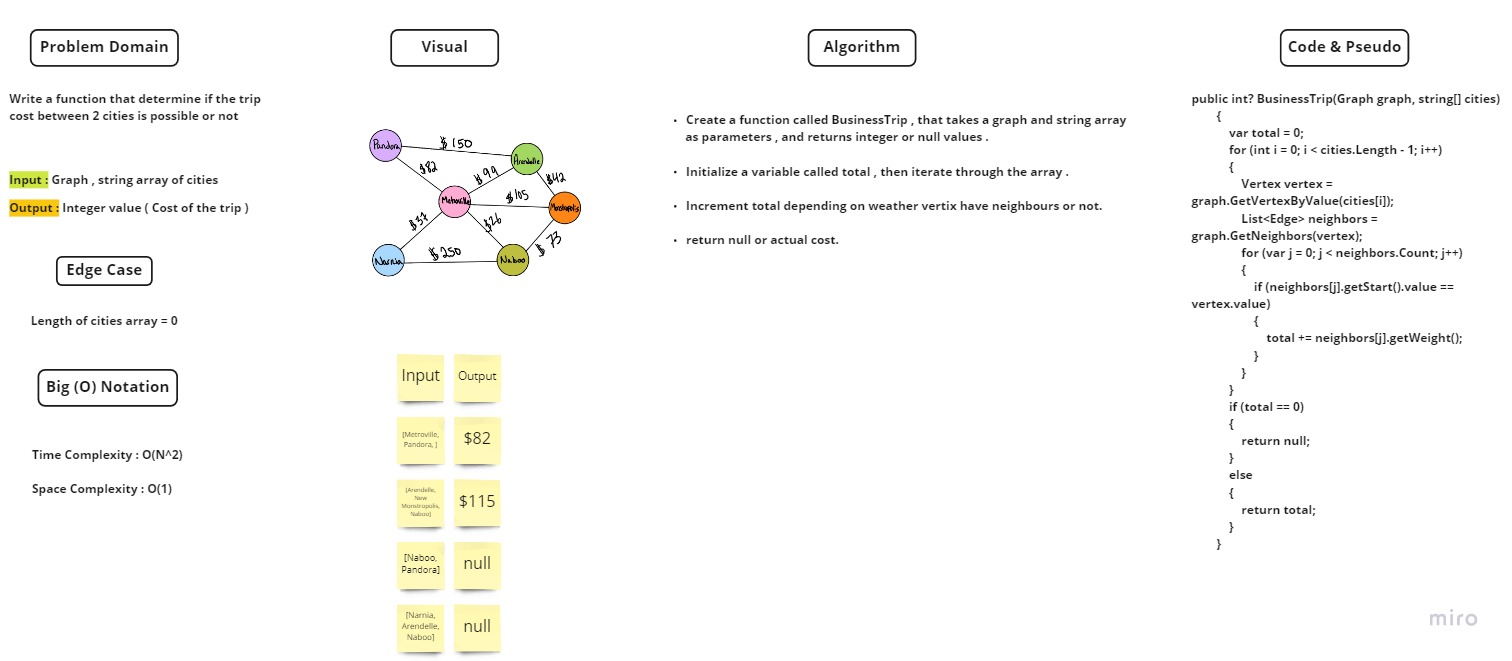 Problem Domain
Write a function that determine if the trip
cost between 2 cities is possible or not
Input : Graph , string array of cities
Output : Integer value ( Cost of the trip )
Edge Case
Length of cities array = 0
Big (O) Notation
Time Complexity : O(N^2)
Space Complexity : O(1)
Visual
Pandora
$ 150
Arendelle
$82
$99
$42
Metroville
$105
$37
$26
$ 73
Narnia
$ 250
Naboo
Input
Output
[Metroville,
Pandora, ]
$82
[Arendelle,
New
Monstropolis,
Naboo]
$115
[Naboo,
Pandora]
null
[Narnia,
Arendelle,
Naboo]
null
Algorithm
• Create a function called BusinessTrip , that takes a graph and string array
as parameters , and returns integer or null values .
• Initialize a variable called total , then iterate through the array .
• Increment total depending on weather vertix have neighbours or not.
• return null or actual cost.
Code & Pseudo
public int? BusinessTrip(Graph graph, string[] cities)
{
var total = 0;
for (int i = 0; i < cities.Length - 1; i++)
{
Vertex vertex =
graph.GetVertexByValue(cities[i]);
List<Edge> neighbors =
graph.GetNeighbors(vertex);
for (var j = 0; j < neighbors.Count; j++)
{
if (neighbors[j].getStart().value ==
vertex.value)
{
total += neighbors[j].getWeight();
}
}
}
if (total == 0)
{
return null;
}
else
{
return total;
}
}
miro